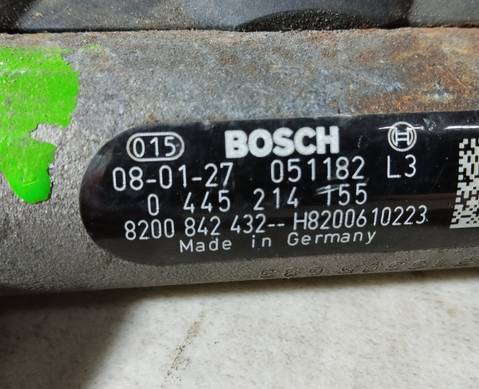 015 BOSCH
08-01-27 051182 L3
0 445 214 155
8200 842 432-- H8200610223
Made in Germany